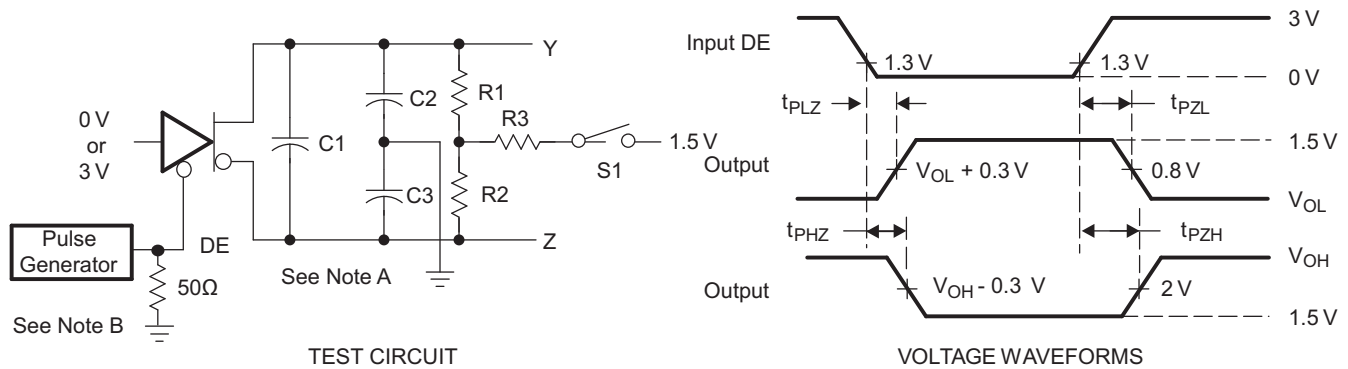 0 V
or
3 V
Pulse
Generator
DE
50Ω
See Note B
C1
C2
C3
R1
R2
R3
S1
Y
Z
1.5 V
See Note A
TEST CIRCUIT
Input DE
3 V
1.3 V
1.3 V
0 V
tPLZ
tPZL
Output
1.5 V
VOL + 0.3 V
0.8 V
VOL
tPHZ
tPZH
Output
VOH
VOH - 0.3 V
2 V
1.5 V
VOLTAGE WAVEFORMS